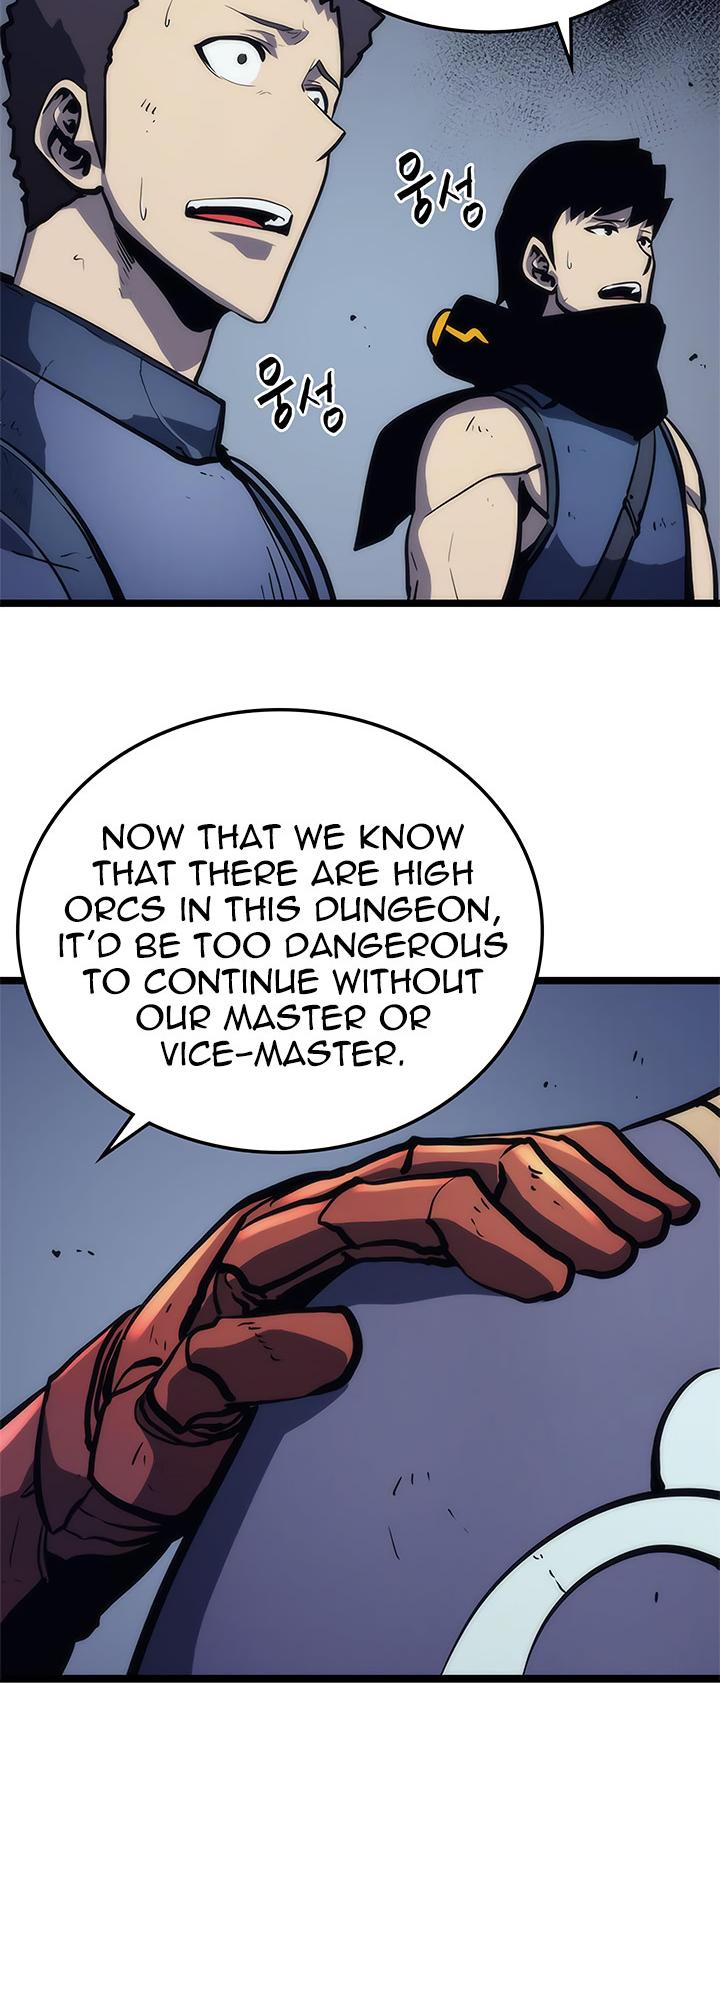 웅성
웅성
NOW THAT WE KNOW
THAT THERE ARE HIGH
ORCS IN THIS DUNGEON,
IT'D BE TOO DANGEROUS
TO CONTINUE WITHOUT
OUR MASTER OR
VICE-MASTER.